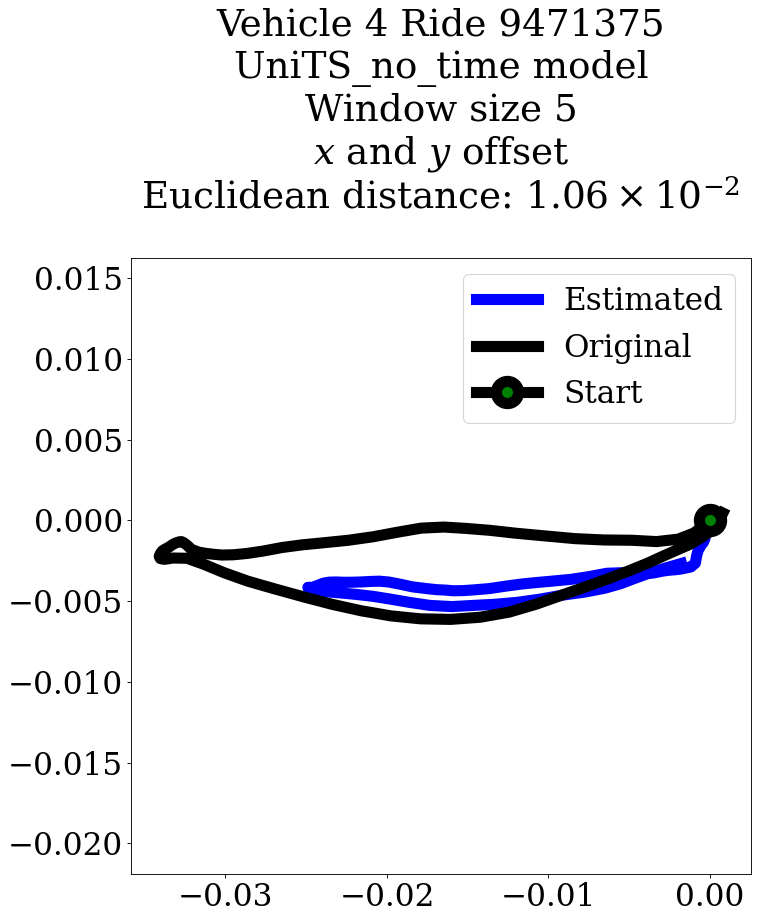 Vehicle 4 Ride 9471375
UniTS_no_time model
Window size 5
x and y offset
Euclidean distance: 1.06 × 10⁻²
Estimated
Original
Start
0.015
0.010
0.005
0.000
−0.005
−0.010
−0.015
−0.020
−0.03 −0.02 −0.01 0.00